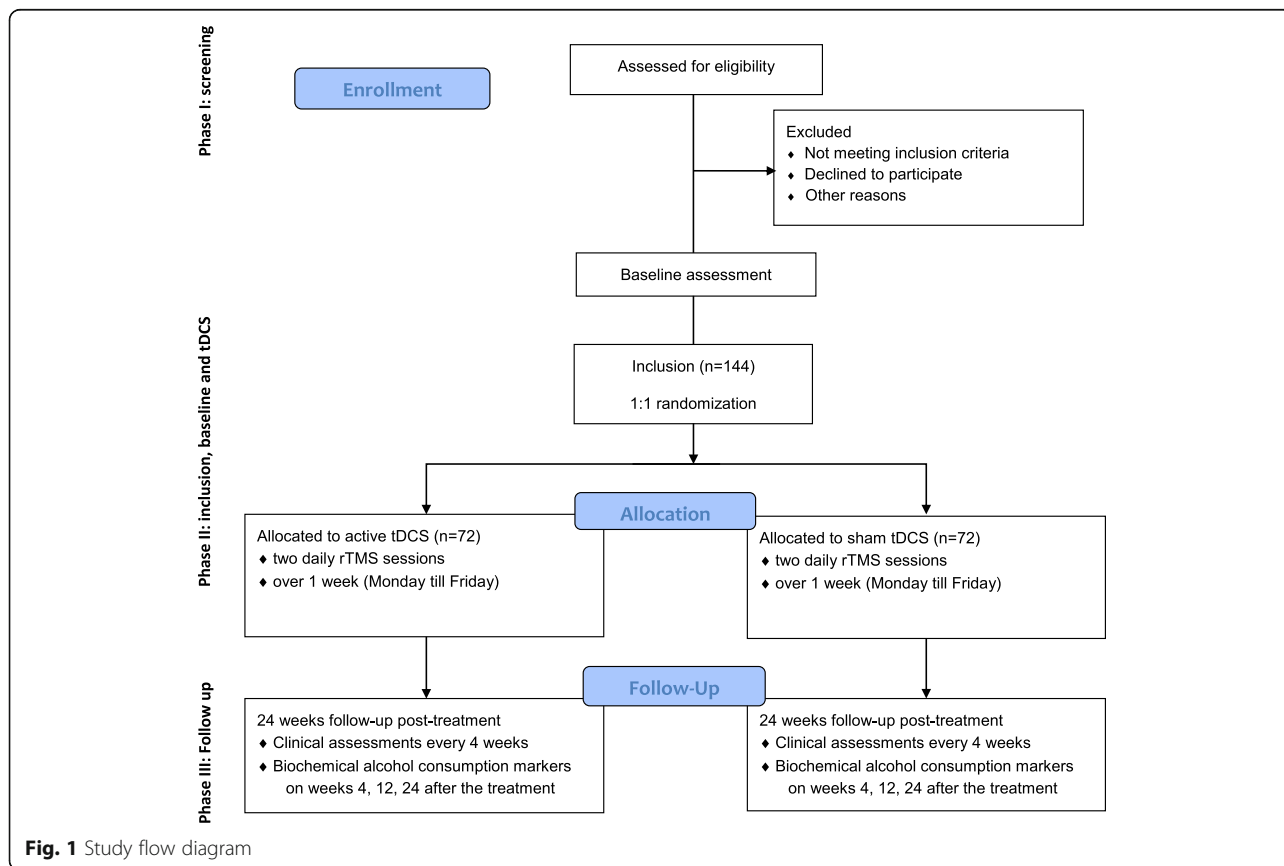 Phase I: screening
Enrollment
Assessed for eligibility
Excluded
♦ Not meeting inclusion criteria
♦ Declined to participate
♦ Other reasons
Baseline assessment
Phase II: inclusion, baseline and tDCS
Inclusion (n=144)
1:1 randomization
Allocation
Allocated to active tDCS (n=72)
♦ two daily rTMS sessions
♦ over 1 week (Monday till Friday)
Allocated to sham tDCS (n=72)
♦ two daily rTMS sessions
♦ over 1 week (Monday till Friday)
Phase III: Follow up
Follow-Up
24 weeks follow-up post-treatment
♦ Clinical assessments every 4 weeks
♦ Biochemical alcohol consumption markers
on weeks 4, 12, 24 after the treatment
24 weeks follow-up post-treatment
♦ Clinical assessments every 4 weeks
♦ Biochemical alcohol consumption markers
on weeks 4, 12, 24 after the treatment
Fig. 1 Study flow diagram